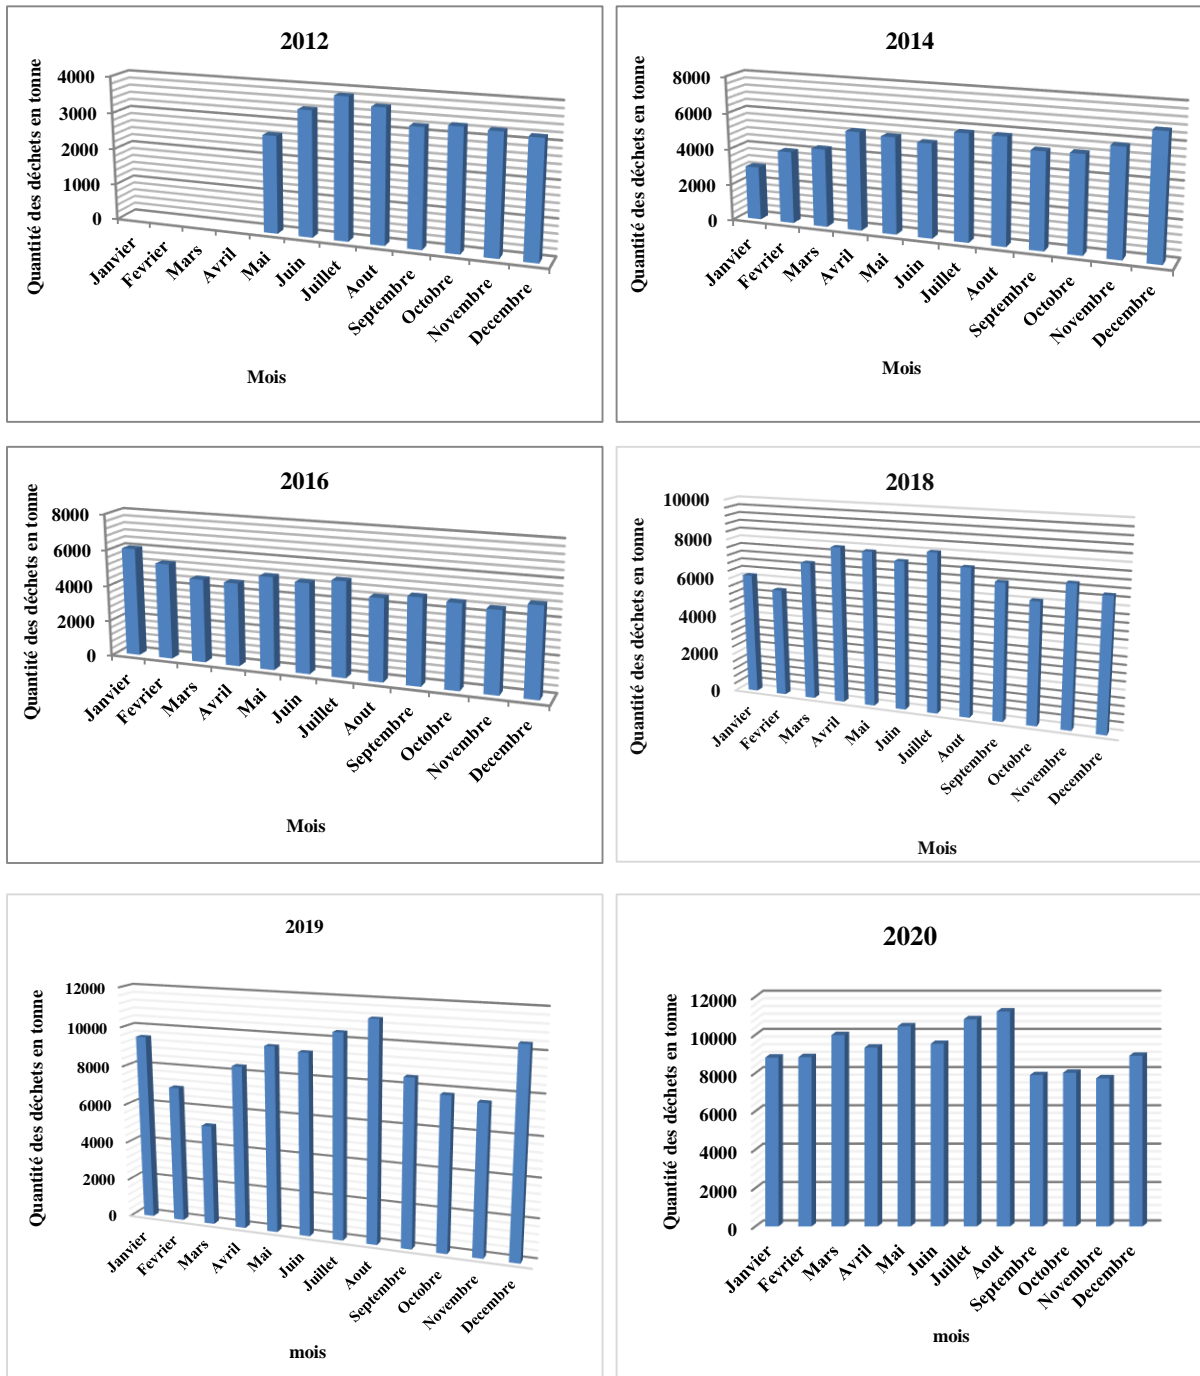 2012
Quantité des déchets en tonne
4000
3000
2000
1000
0
Janvier
Fevrier
Mars
Avril
Mai
Juin
Juillet
Aout
Septembre
Octobre
Novembre
Decembre
Mois
2014
Quantité des déchets en tonne
8000
6000
4000
2000
0
Janvier
Fevrier
Mars
Avril
Mai
Juin
Juillet
Aout
Septembre
Octobre
Novembre
Decembre
Mois
2016
Quantité des déchets en tonne
8000
6000
4000
2000
0
Janvier
Fevrier
Mars
Avril
Mai
Juin
Juillet
Aout
Septembre
Octobre
Novembre
Decembre
Mois
2018
Quantité des déchets en tonne
10000
8000
6000
4000
2000
0
Janvier
Fevrier
Mars
Avril
Mai
Juin
Juillet
Aout
Septembre
Octobre
Novembre
Decembre
Mois
2019
Quantité des déchets en tonne
12000
10000
8000
6000
4000
2000
0
Janvier
Fevrier
Mars
Avril
Mai
Juin
Juillet
Aout
Septembre
Octobre
Novembre
Decembre
mois
2020
Quantité des déchets en tonne
12000
10000
8000
6000
4000
2000
0
Janvier
Fevrier
Mars
Avril
Mai
Juin
Juillet
Aout
Septembre
Octobre
Novembre
Decembre
mois